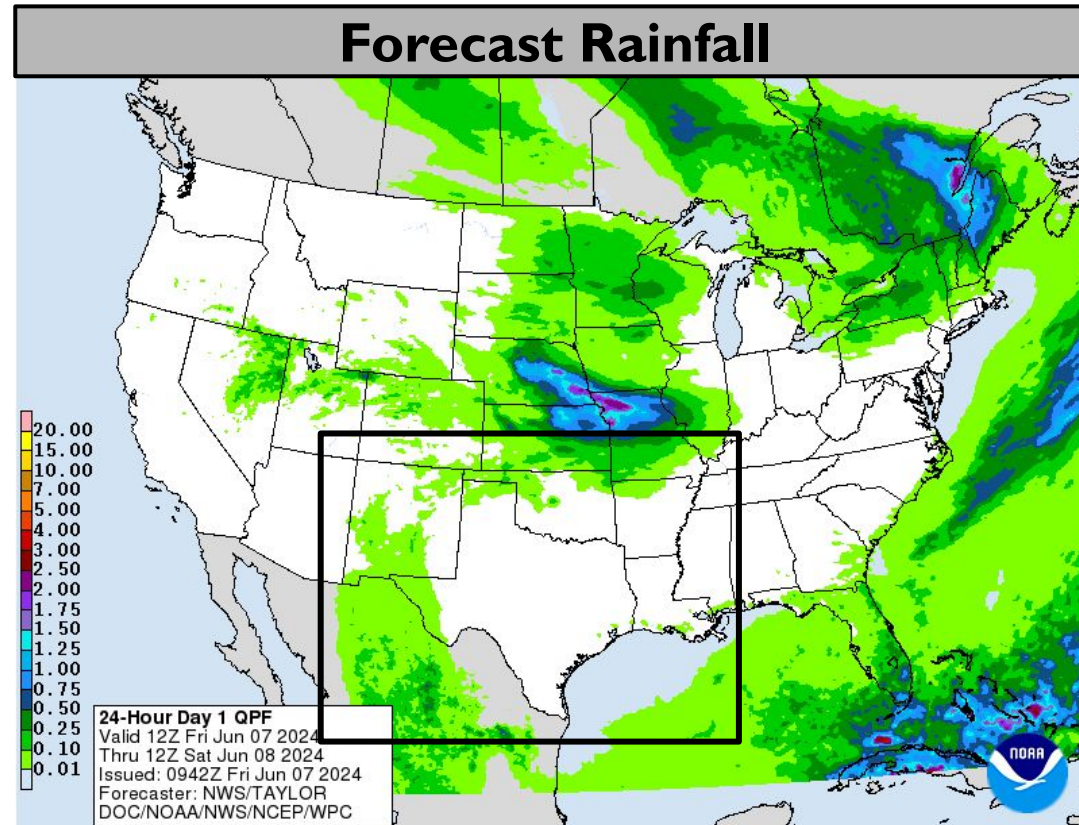 Forecast Rainfall
20.00
15.00
10.00
7.00
5.00
4.00
3.00
2.50
2.00
1.75
1.50
1.25
1.00
0.75
0.50
0.25
0.10
0.01
24-Hour Day 1 QPF
Valid 12Z Fri Jun 07 2024
Thru 12Z Sat Jun 08 2024
Issued: 0942Z Fri Jun 07 2024
Forecaster: NWS/TAYLOR
DOC/NOAA/NWS/NCEP/WPC
NOAA